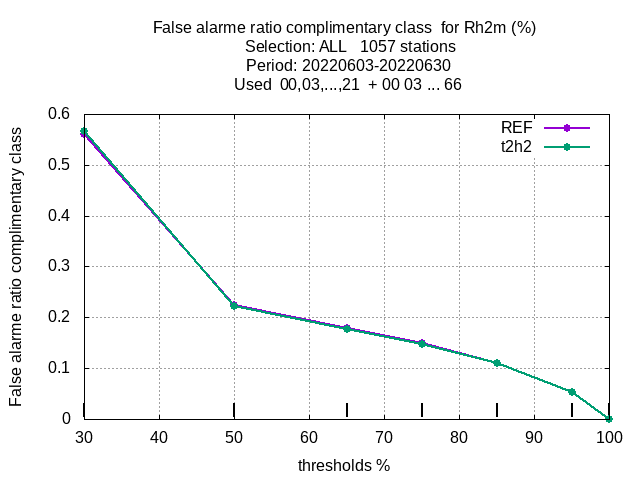 False alarme ratio complimentary class  for Rh2m (%)
Selection: ALL   1057 stations
Period: 20220603-20220630
Used  00,03,...,21  + 00 03 ... 66
REF
t2h2
0.6
0.5
0.4
0.3
0.2
0.1
0
False alarme ratio complimentary class
30 40 50 60 70 80 90 100
thresholds %